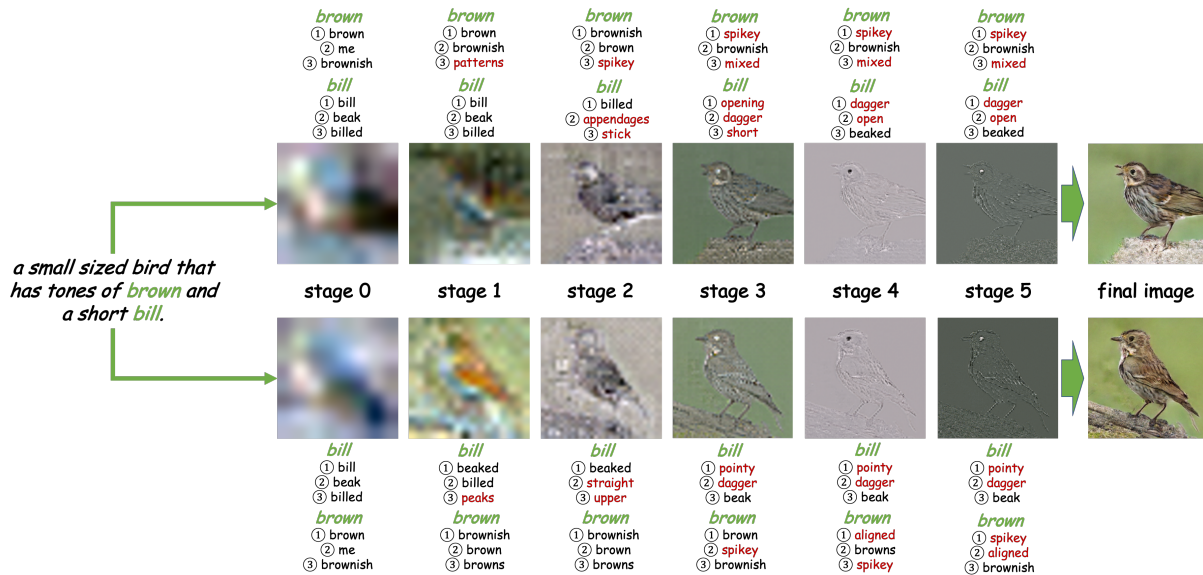 brown brown brown brown brown brown
① brown ① brown ① brownish ① spikey ① spikey ① spikey
② me ② brownish ② brown ② brownish ② brownish ② brownish
③ brownish ③ patterns ③ spikey ③ mixed ③ mixed ③ mixed
bill bill bill bill bill bill
① bill ① bill ① billed ① opening ① dagger ① dagger
② beak ② beak ② appendages ② dagger ② open ② open
③ billed ③ billed ③ stick ③ short ③ beaked ③ beaked
a small sized bird that
has tones of brown and
a short bill.
stage 0 stage 1 stage 2 stage 3 stage 4 stage 5 final image
bill bill bill bill bill bill
① bill ① beaked ① beaked ① pointy ① pointy ① pointy
② beak ② billed ② straight ② dagger ② dagger ② dagger
③ billed ③ peaks ③ upper ③ beak ③ beak ③ beak
brown brown brown brown brown brown
① brown ① brownish ① brownish ① brown ① aligned ① spikey
② me ② brown ② brown ② spikey ② browns ② aligned
③ brownish ③ browns ③ browns ③ brownish ③ spikey ③ brownish